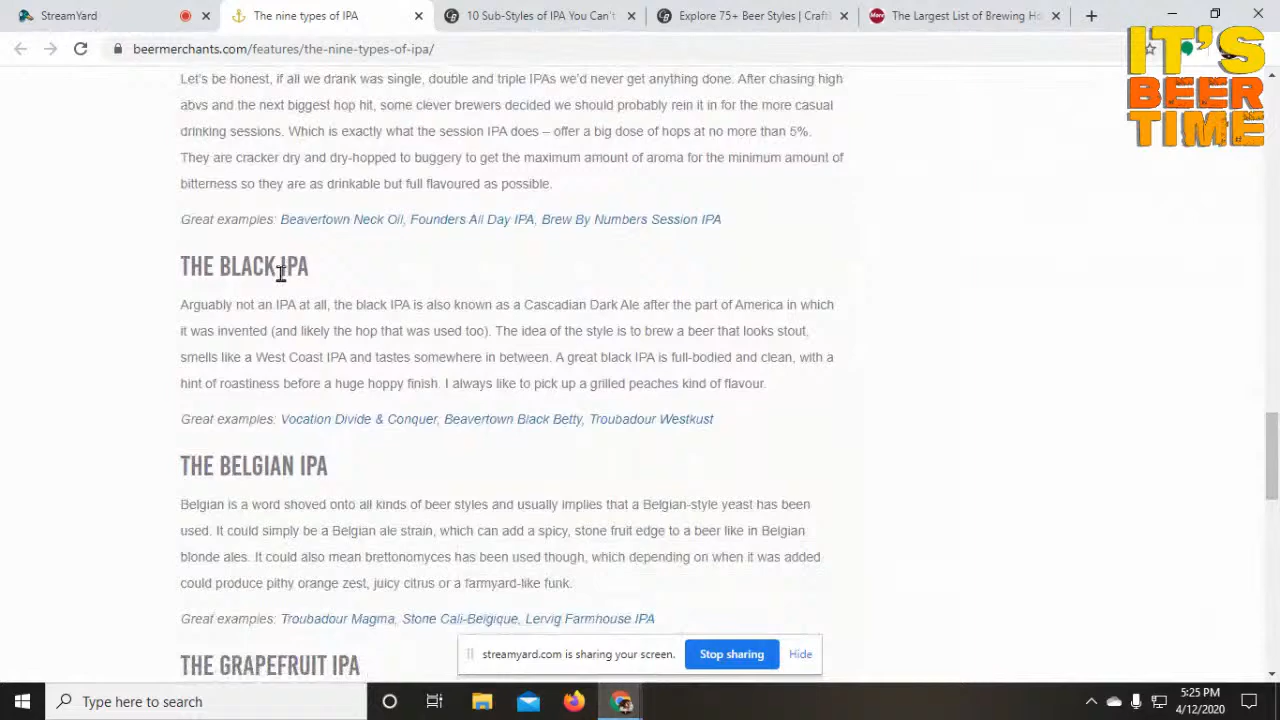 StreamYard
The nine types of IPA
10 Sub-Styles of IPA You Can't
Explore 75+ Beer Styles | Craft
More
The Largest List of Brewing Ho
beermerchants.com/features/the-nine-types-of-ipa/
IT'S
BEER
TIME
Let's be honest, if all we drank was single, double and triple IPAs we'd never get anything done. After chasing high
abvs and the next biggest hop hit, some clever brewers decided we should probably rein it in for the more casual
drinking sessions. Which is exactly what the session IPA does – offer a big dose of hops at no more than 5%.
They are cracker dry and dry-hopped to buggery to get the maximum amount of aroma for the minimum amount of
bitterness so they are as drinkable but full flavoured as possible.
Great examples: Beavertown Neck Oil, Founders All Day IPA, Brew By Numbers Session IPA
THE BLACK IPA
Arguably not an IPA at all, the black IPA is also known as a Cascadian Dark Ale after the part of America in which
it was invented (and likely the hop that was used too). The idea of the style is to brew a beer that looks stout,
smells like a West Coast IPA and tastes somewhere in between. A great black IPA is full-bodied and clean, with a
hint of roastiness before a huge hoppy finish. I always like to pick up a grilled peaches kind of flavour.
Great examples: Vocation Divide & Conquer, Beavertown Black Betty, Troubadour Westkust
THE BELGIAN IPA
Belgian is a word shoved onto all kinds of beer styles and usually implies that a Belgian-style yeast has been
used. It could simply be a Belgian ale strain, which can add a spicy, stone fruit edge to a beer like in Belgian
blonde ales. It could also mean brettonomyces has been used though, which depending on when it was added
could produce pithy orange zest, juicy citrus or a farmyard-like funk.
Great examples: Troubadour Magma, Stone Cali-Belgique, Lervig Farmhouse IPA
streamyard.com is sharing your screen.
Stop sharing
Hide
THE GRAPEFRUIT IPA
Type here to search
5:25 PM
4/12/2020